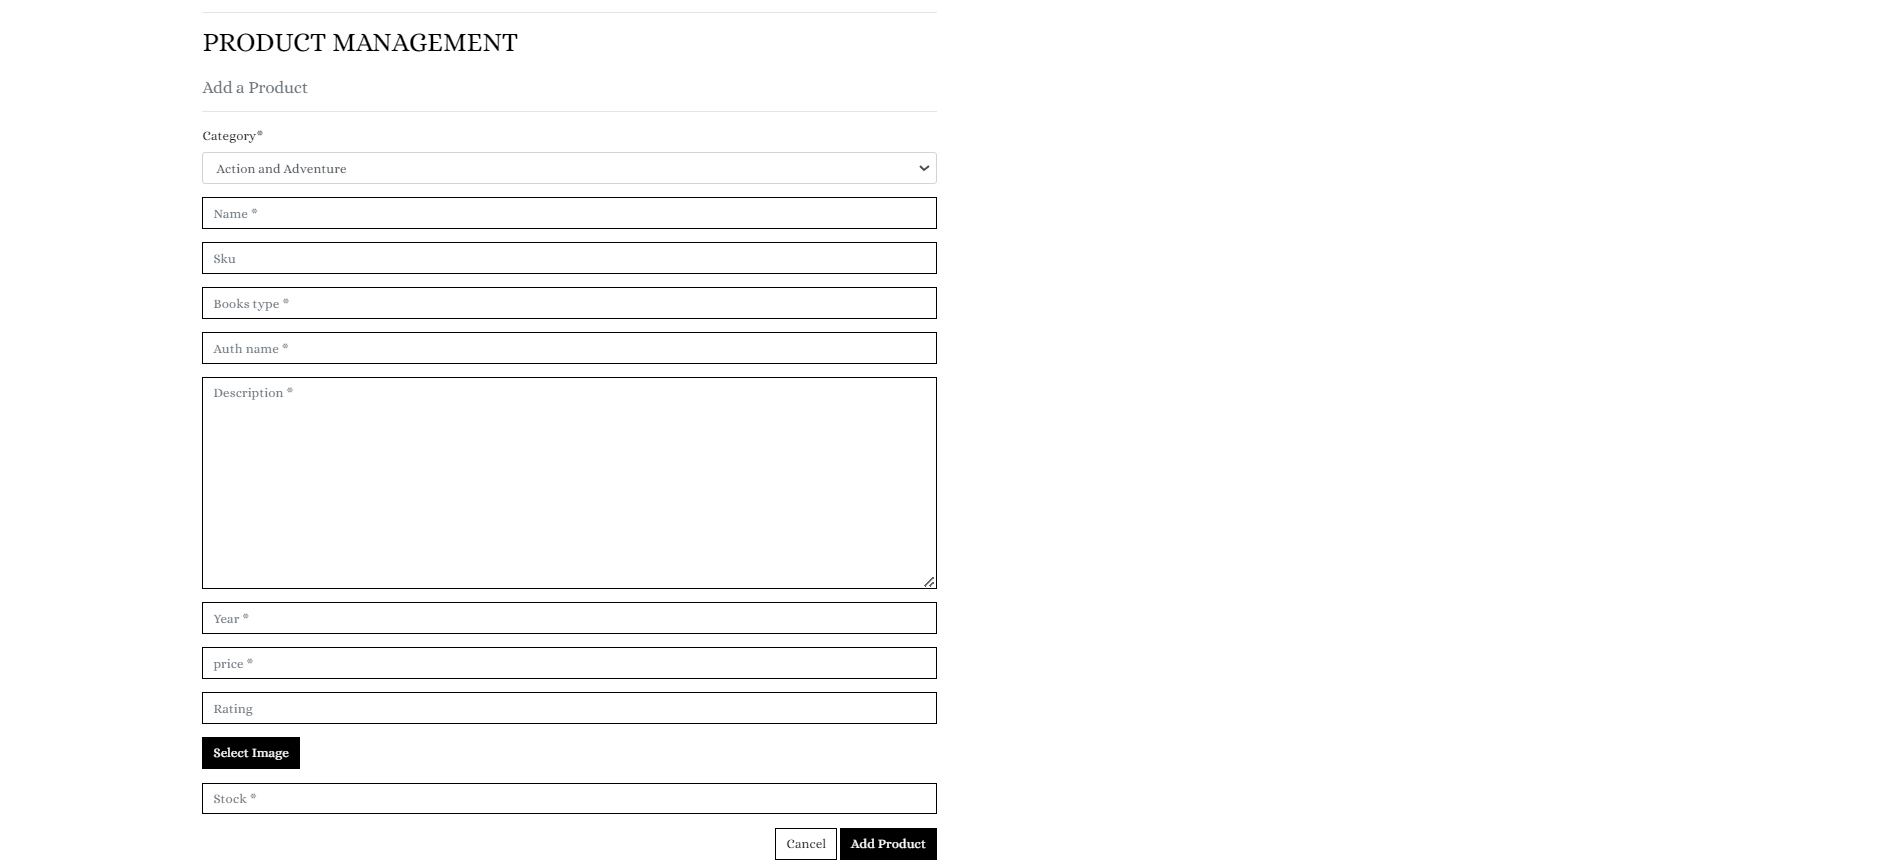 PRODUCT MANAGEMENT
Add a Product
Category*
Action and Adventure
Name *
Sku
Books type *
Auth name *
Description *
Year *
price *
Rating
Select Image
Stock *
Cancel Add Product